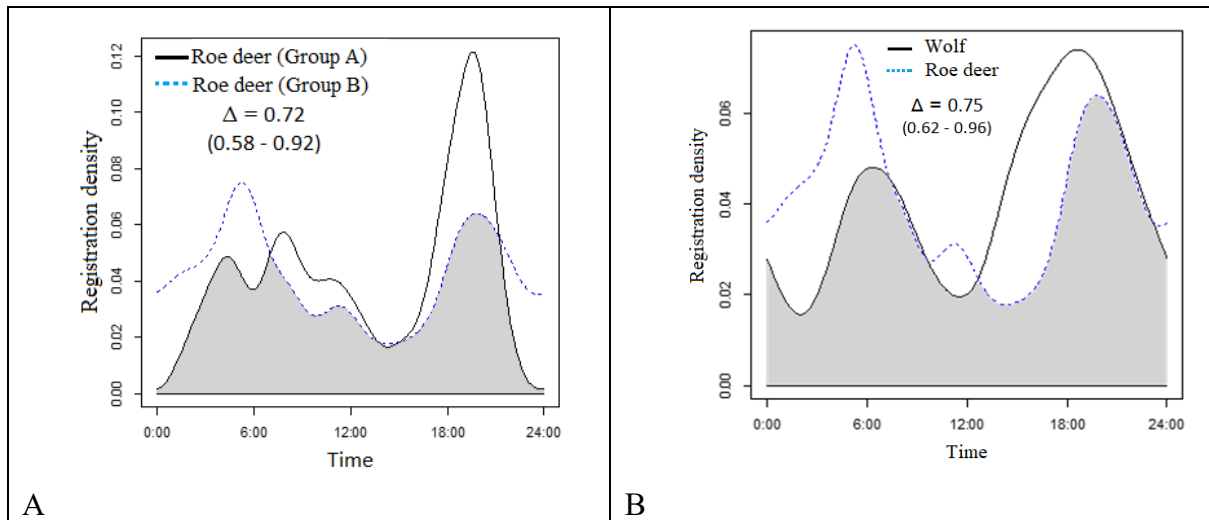 Roe deer (Group A)
Roe deer (Group B)
Δ = 0.72
(0.58 - 0.92)
Registration density
0.12
0.10
0.08
0.06
0.04
0.02
0.00
0:00 6:00 12:00 18:00 24:00
Time
A
Wolf
Roe deer
Δ = 0.75
(0.62 - 0.96)
Registration density
0.06
0.04
0.02
0.00
0:00 6:00 12:00 18:00 24:00
Time
B